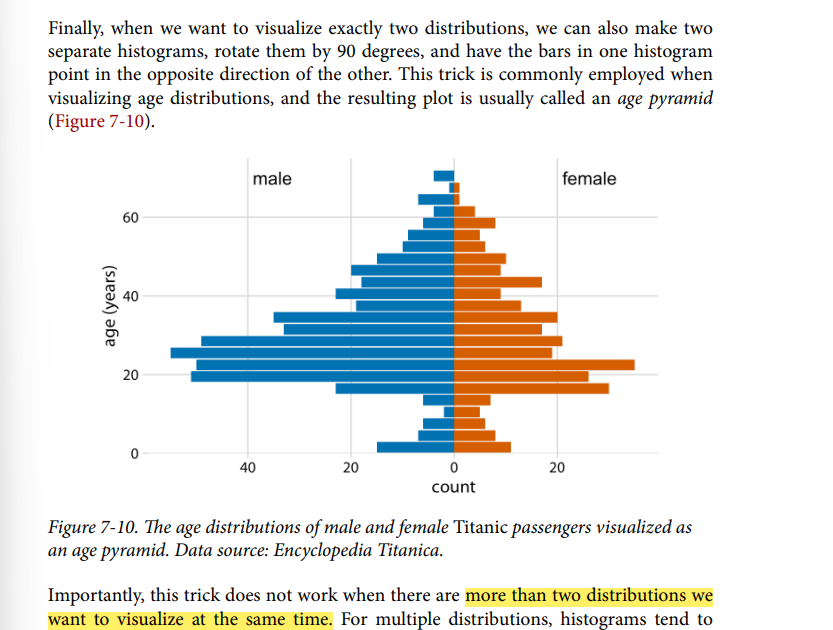 Finally, when we want to visualize exactly two distributions, we can also make two
separate histograms, rotate them by 90 degrees, and have the bars in one histogram
point in the opposite direction of the other. This trick is commonly employed when
visualizing age distributions, and the resulting plot is usually called an age pyramid
(Figure 7-10).
male
female
60
40
20
0
age (years)
40
20
0
20
count
Figure 7-10. The age distributions of male and female Titanic passengers visualized as
an age pyramid. Data source: Encyclopedia Titanica.
Importantly, this trick does not work when there are more than two distributions we
want to visualize at the same time. For multiple distributions, histograms tend to